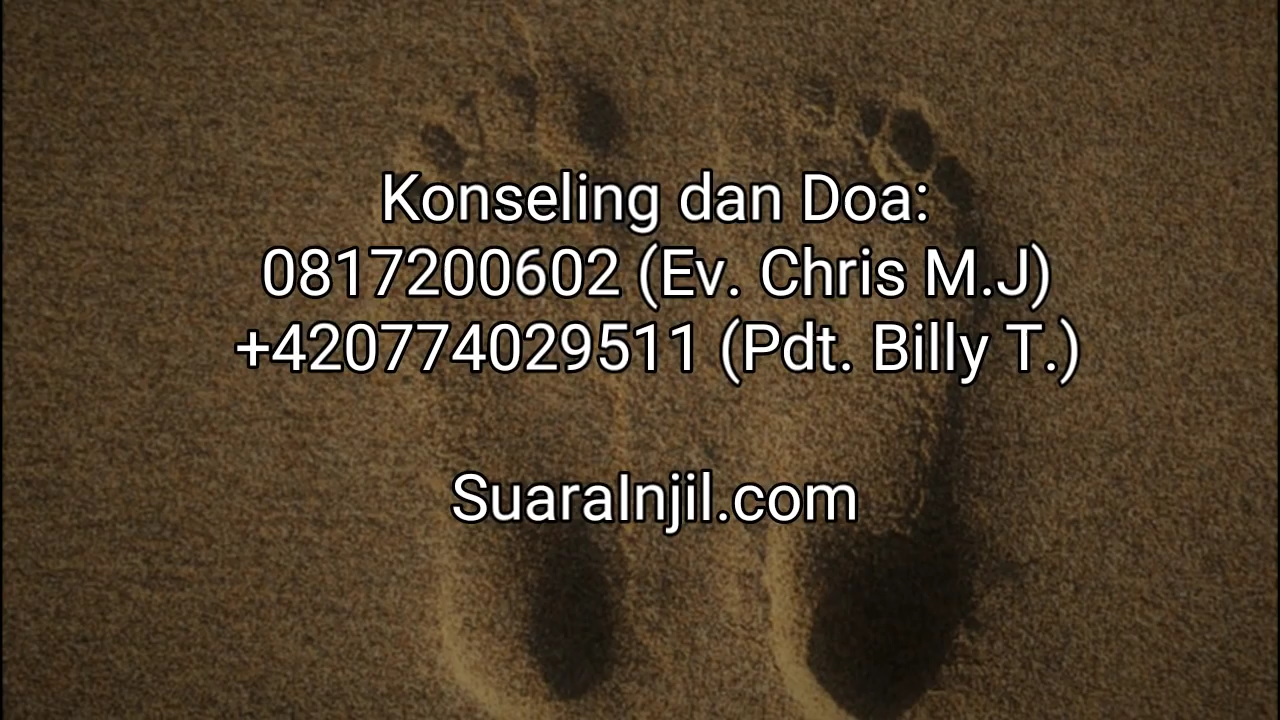 Konseling dan Doa:
0817200602 (Ev. Chris M.J)
+420774029511 (Pdt. Billy T.)
SuaraInjil.com